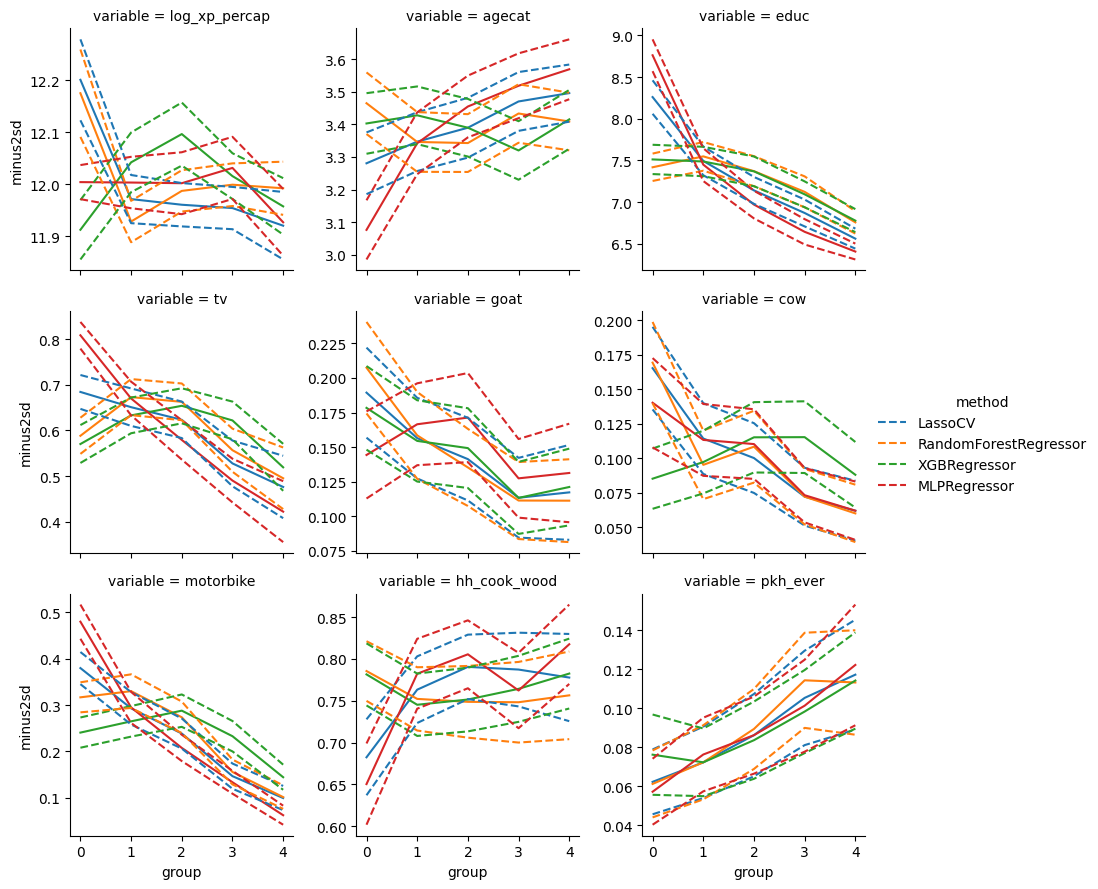 variable = log_xp_percap
variable = agecat
variable = educ
12.2
12.1
12.0
11.9
minus2sd
3.6
3.5
3.4
3.3
3.2
3.1
3.0
9.0
8.5
8.0
7.5
7.0
6.5
variable = tv
variable = goat
variable = cow
0.8
0.7
0.6
0.5
0.4
minus2sd
0.225
0.200
0.175
0.150
0.125
0.100
0.075
0.200
0.175
0.150
0.125
0.100
0.075
0.050
method
LassoCV
RandomForestRegressor
XGBRegressor
MLPRegressor
variable = motorbike
variable = hh_cook_wood
variable = pkh_ever
0.5
0.4
0.3
0.2
0.1
minus2sd
0.85
0.80
0.75
0.70
0.65
0.60
0.14
0.12
0.10
0.08
0.06
0.04
0 1 2 3 4
group
0 1 2 3 4
group
0 1 2 3 4
group